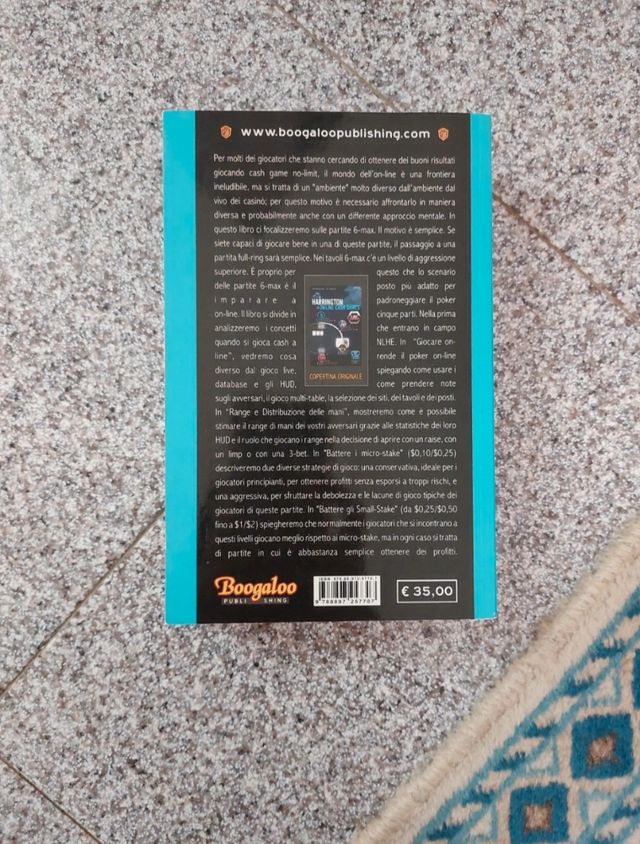 www.boogaloopublishing.com
Per molti dei giocatori che stanno cercando di ottenere dei buoni risultati
giocando cash game no-limit, il mondo dell'on-line è una frontiera
ineludibile, ma si tratta di un "ambiente" molto diverso dall'ambiente dal
vivo dei casinò; per questo motivo è necessario affrontarlo in maniera
diversa e probabilmente anche con un differente approccio mentale. In
questo libro ci focalizzeremo sulle partite 6-max. Il motivo è semplice. Se
siete capaci di giocare bene in una di queste partite, il passaggio a una
partita full-ring sarà semplice. Nei tavoli 6-max c'è un livello di aggressione
superiore. È proprio per questo che lo scenario
delle partite 6-max è il posto più adatto per
imparare a padroneggiare il poker
on-line. Il libro si divide in cinque parti. Nella prima
analizzeremo i concetti che entrano in campo
quando si gioca cash a NLHE. In "Giocare on-
line", vedremo cosa rende il poker on-line
diverso dal gioco live, spiegando come usare i
database e gli HUD, come prendere note
sugli avversari, il gioco multi-table, la selezione dei siti, dei tavoli e dei posti.
In "Range e Distribuzione delle mani", mostreremo come è possibile
stimare il range di mani dei vostri avversari grazie alle statistiche dei loro
HUD e il ruolo che giocano i range nella decisione di aprire con un raise, con
un limp o con una 3-bet. In "Battere i micro-stake" ($0,10/$0,25)
descriveremo due diverse strategie di gioco: una conservativa, ideale per i
giocatori principianti, per ottenere profitti senza esporsi a troppi rischi, e
una aggressiva, per sfruttare la debolezza e le lacune di gioco tipiche dei
giocatori di queste partite. In "Battere gli Small-Stake" (da $0,25/$0,50
fino a $1/$2) spiegheremo che normalmente i giocatori che si incontrano a
questi livelli giocano meglio rispetto ai micro-stake, ma in ogni caso si tratta
di partite in cui è abbastanza semplice ottenere dei profitti.
HARRINGTON
ONLINE CASH GAMES
COPERTINA ORIGINALE
Boogaloo
PUBLISHING
9 788897 257707
€ 35,00